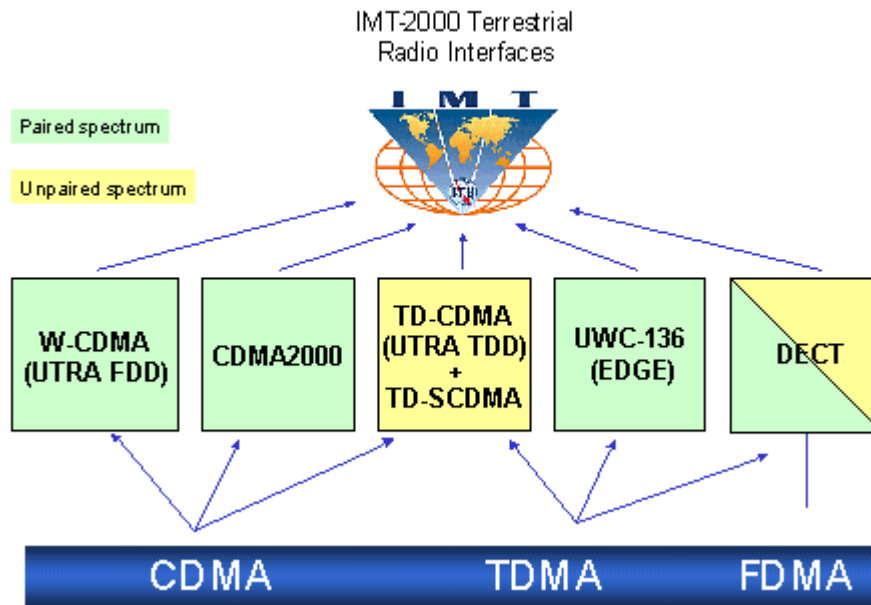 IMT-2000 Terrestrial
Radio Interfaces
I M T
ITU
Paired spectrum
Unpaired spectrum
W-CDMA
(UTRA FDD)
CDMA2000
TD-CDMA
(UTRA TDD)
+
TD-SCDMA
UWC-136
(EDGE)
DECT
CDMA
TDMA
FDMA